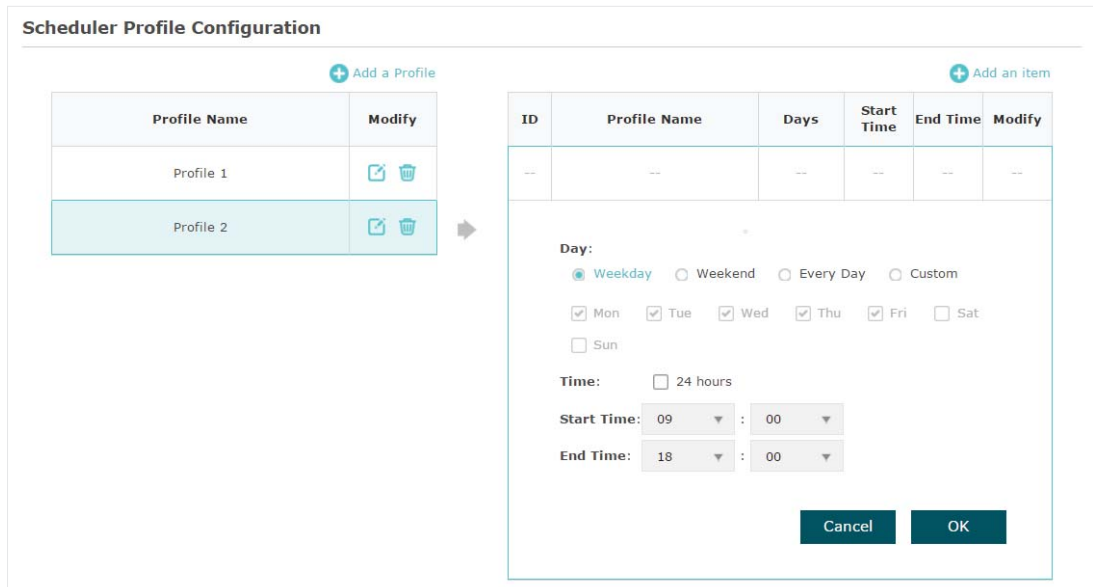 Scheduler Profile Configuration
Add a Profile
Profile Name Modify
Profile 1
Profile 2
Add an item
ID Profile Name Days Start Time End Time Modify
-- -- -- -- -- --
Day:
Weekday Weekend Every Day Custom
Mon Tue Wed Thu Fri Sat
Sun
Time: 24 hours
Start Time: 09 : 00
End Time: 18 : 00
Cancel OK